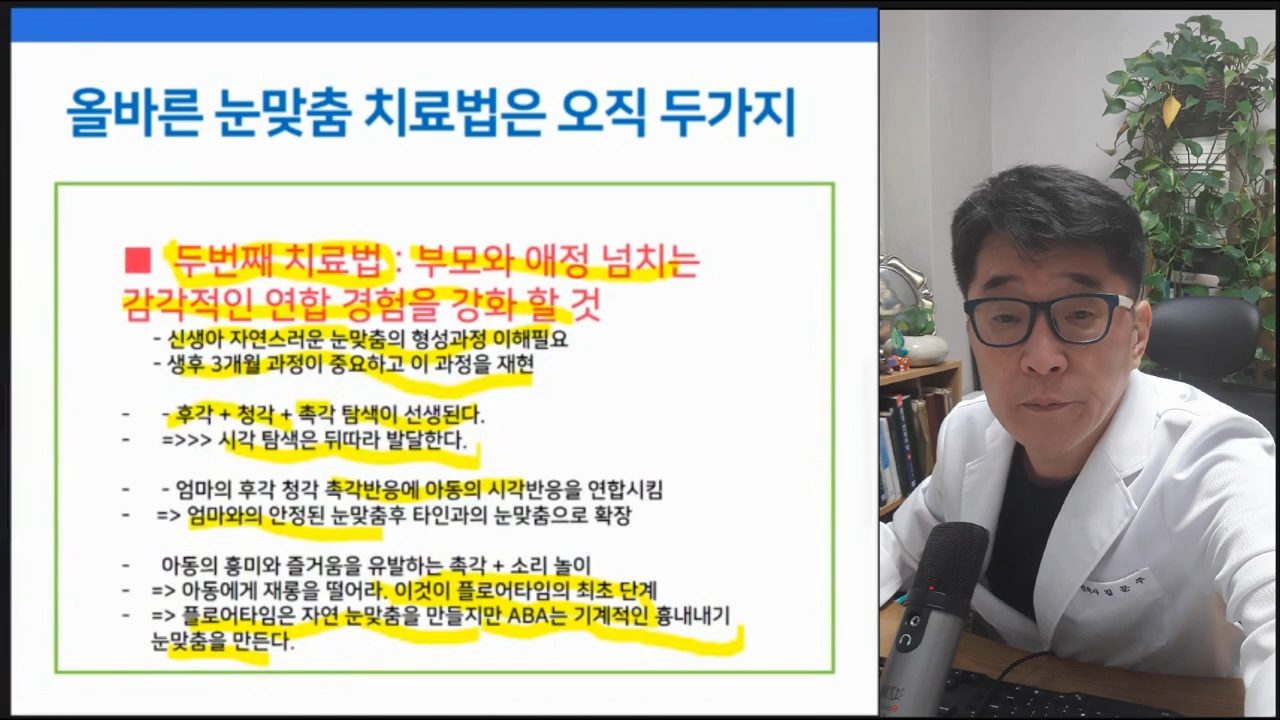 올바른 눈맞춤 치료법은 오직 두가지
■ 두번째 치료법 : 부모와 애정 넘치는
감각적인 연합 경험을 강화 할 것
- 신생아 자연스러운 눈맞춤의 형성과정 이해필요
- 생후 3개월 과정이 중요하고 이 과정을 재현
- - 후각 + 청각 + 촉각 탐색이 선생된다.
- =>>> 시각 탐색은 뒤따라 발달한다.
- - 엄마의 후각 청각 촉각반응에 아동의 시각반응을 연합시킴
- => 엄마와의 안정된 눈맞춤후 타인과의 눈맞춤으로 확장
- 아동의 흥미와 즐거움을 유발하는 촉각 + 소리 놀이
- => 아동에게 재롱을 떨어라. 이것이 플로어타임의 최초 단계
- => 플로어타임은 자연 눈맞춤을 만들지만 ABA는 기계적인 흉내내기
눈맞춤을 만든다.